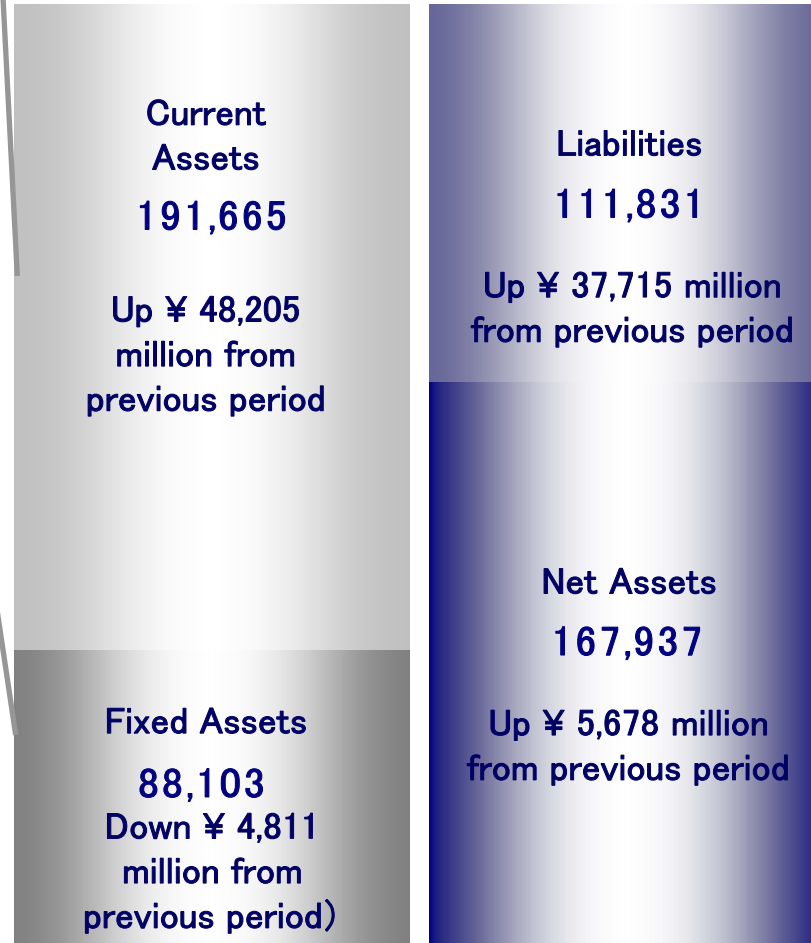 Current
Assets
191,665
Up ¥ 48,205
million from
previous period
Fixed Assets
88,103
Down ¥ 4,811
million from
previous period)
Liabilities
111,831
Up ¥ 37,715 million
from previous period
Net Assets
167,937
Up ¥ 5,678 million
from previous period